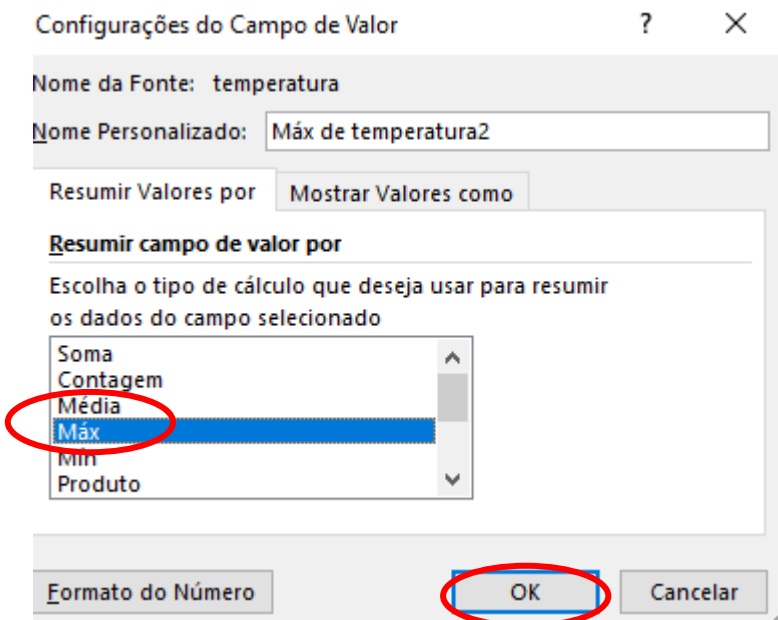 Configurações do Campo de Valor ? ×
Nome da Fonte: temperatura
Nome Personalizado: Máx de temperatura2
Resumir Valores por Mostrar Valores como
Resumir campo de valor por
Escolha o tipo de cálculo que deseja usar para resumir
os dados do campo selecionado
Soma
Contagem
Média
Máx
Mín
Produto
Formato do Número OK Cancelar